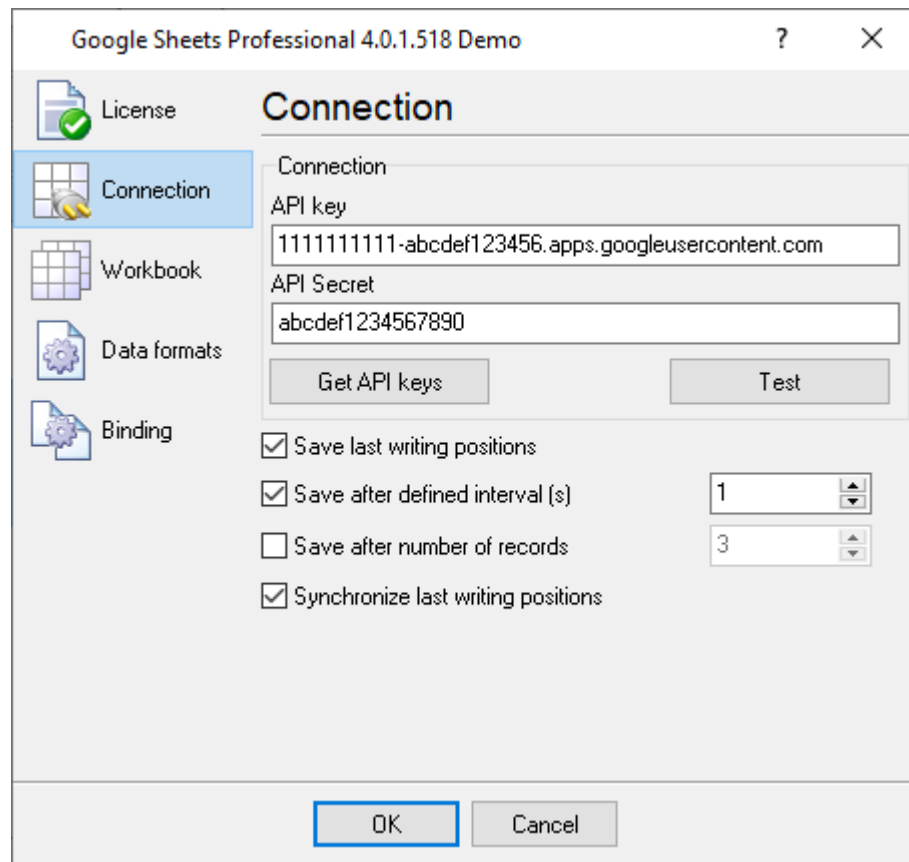 Google Sheets Professional 4.0.1.518 Demo ?
License
Connection
Workbook
Data formats
Binding
Connection
Connection
API key
1111111111-abcdef123456.apps.googleusercontent.com
API Secret
abcdef1234567890
Get API keys Test
Save last writing positions
Save after defined interval (s) 1
Save after number of records 3
Synchronize last writing positions
OK Cancel